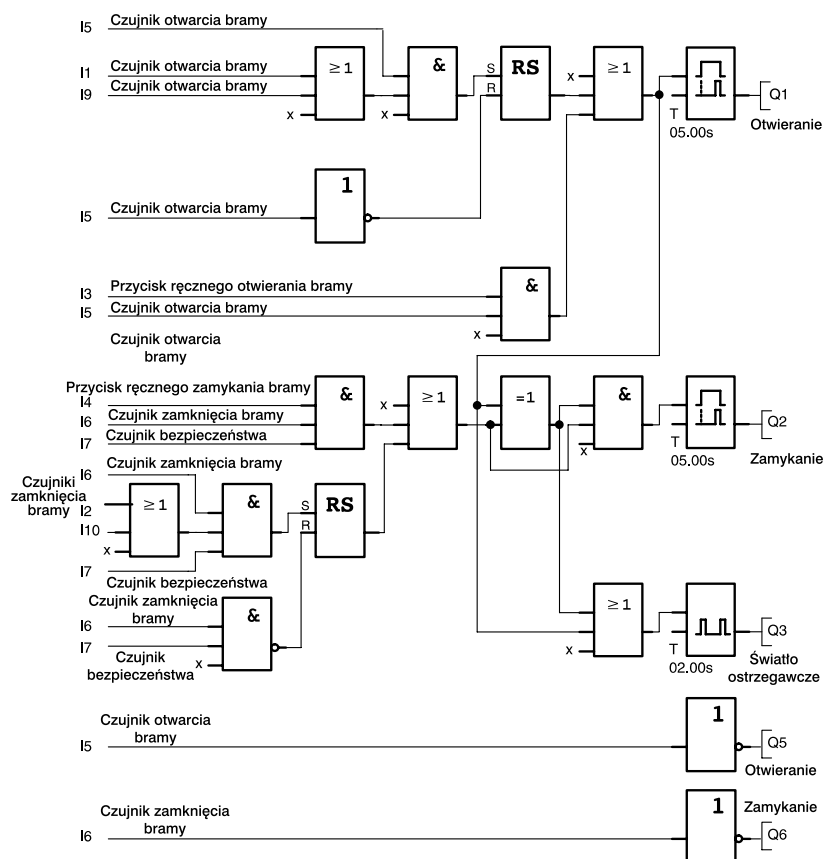 I5 Czujnik otwarcia bramy
I1 Czujnik otwarcia bramy
I9 Czujnik otwarcia bramy
x
≥1
x
&
S
R
RS
x
≥1
T
05.00s
Q1
Otwieranie
I5 Czujnik otwarcia bramy
1
I3 Przycisk ręcznego otwierania bramy
I5 Czujnik otwarcia bramy
x
&
Czujnik otwarcia
bramy
Przycisk ręcznego zamykania bramy
I4
I6 Czujnik zamknięcia bramy
I7 Czujnik bezpieczeństwa
&
x
≥1
=1
x
&
T
05.00s
Q2
Zamykanie
I6 Czujnik zamknięcia bramy
Czujniki
zamknięcia
bramy
I2
I10
x
≥1
&
S
R
RS
I7
Czujnik bezpieczeństwa
Czujnik zamknięcia
bramy
I6
I7
Czujnik
bezpieczeństwa
x
&
≥1
x
T
02.00s
Q3
Światło
ostrzegawcze
Czujnik otwarcia
bramy
I5
1
Q5
Otwieranie
Czujnik zamknięcia
bramy
I6
1
Zamykanie
Q6